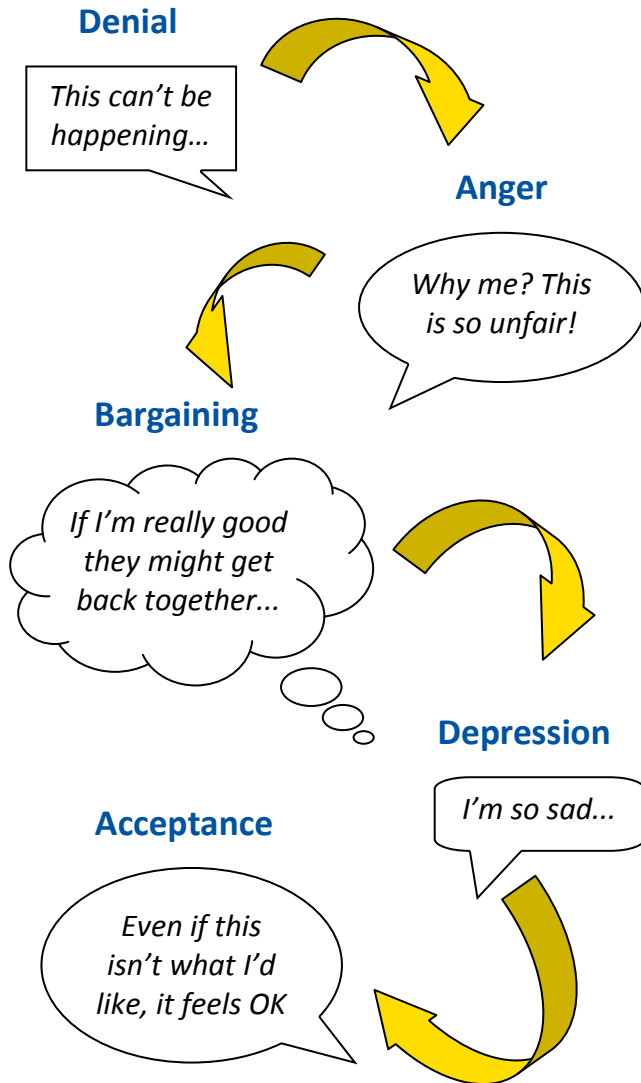 Denial
This can’t be
happening…
Anger
Why me? This
is so unfair!
Bargaining
If I’m really good
they might get
back together...
Depression
I’m so sad...
Acceptance
Even if this
isn’t what I’d
like, it feels OK